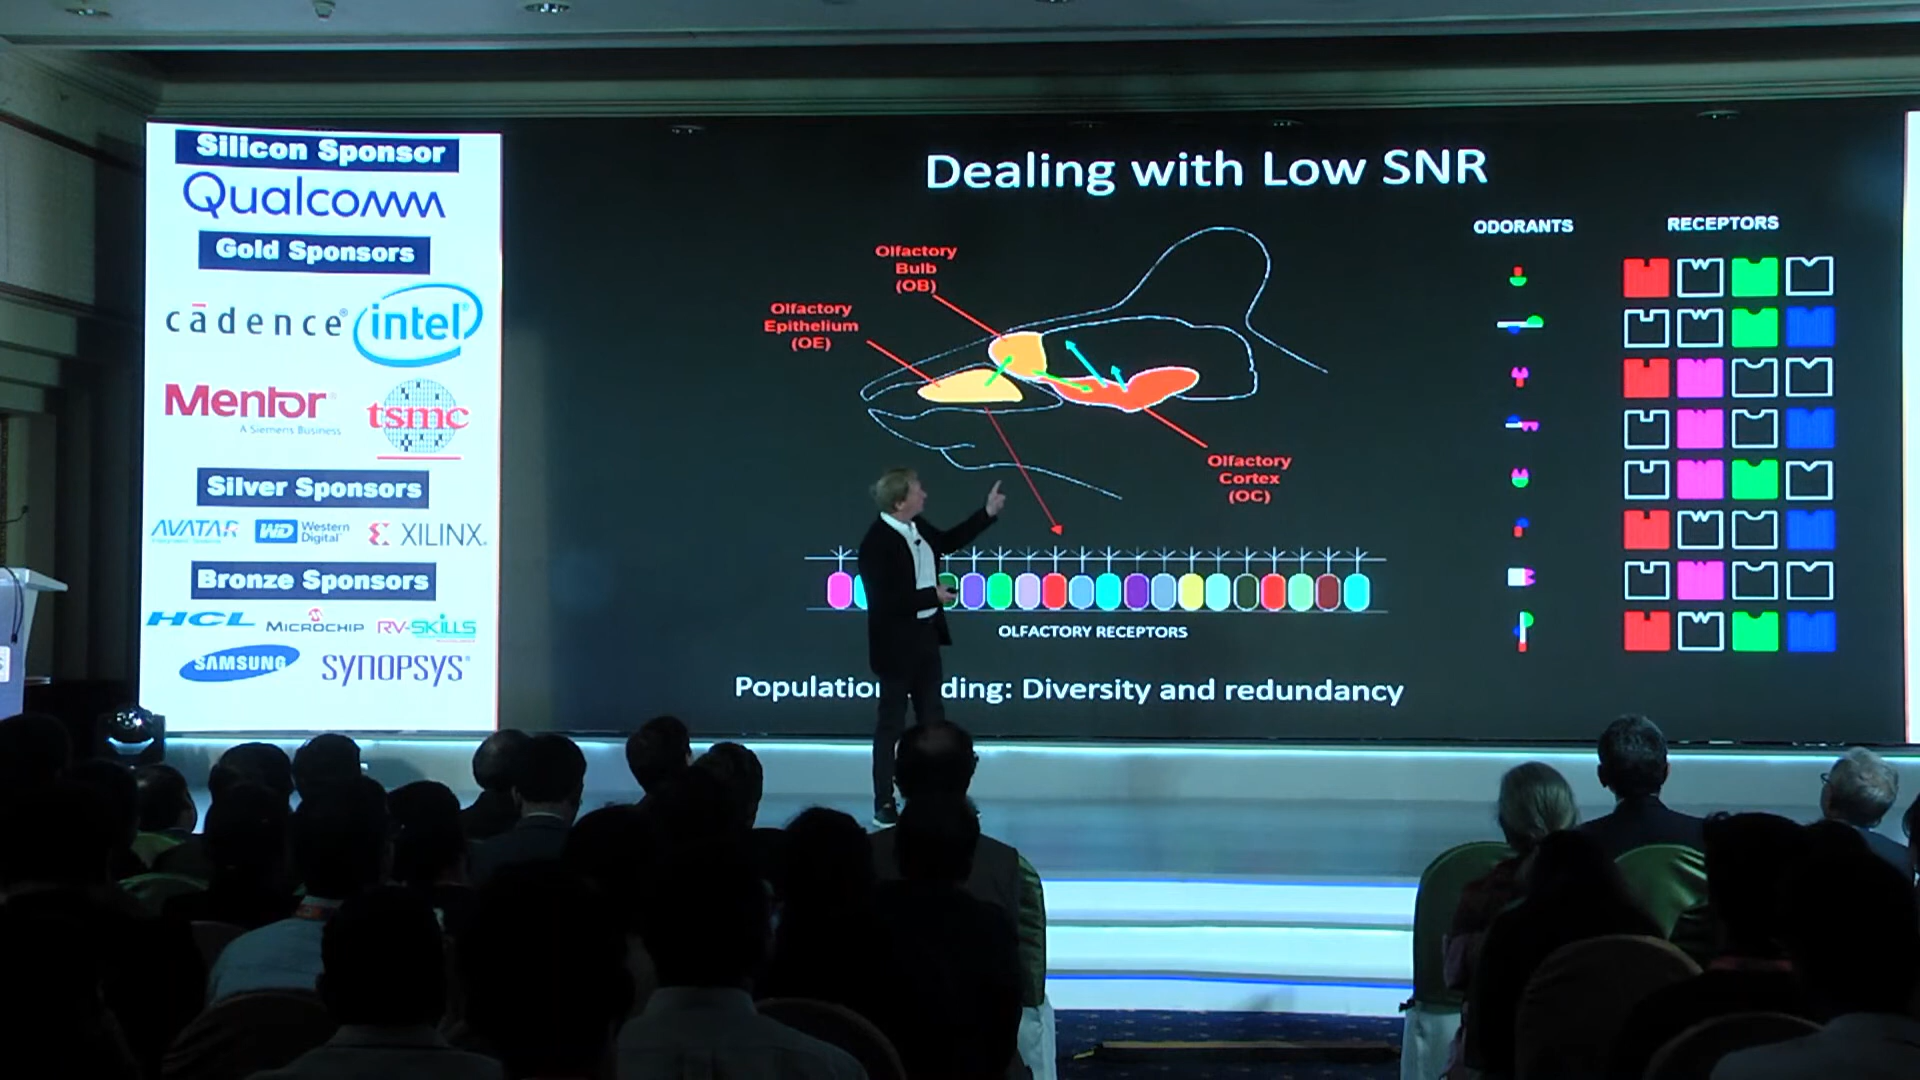 Silicon Sponsor
Qualcomm
Gold Sponsors
cādence®
intel®
Mentor
A Siemens Business
tsmc
Silver Sponsors
AVATAR
WD Western Digital
XILINX
Bronze Sponsors
HCL
MICROCHIP
RV-SKILLS
SAMSUNG
SYNOPSYS®
Dealing with Low SNR
Olfactory
Bulb
(OB)
Olfactory
Epithelium
(OE)
Olfactory
Cortex
(OC)
OLFACTORY RECEPTORS
ding: Diversity and redundancy
ODORANTS
RECEPTORS